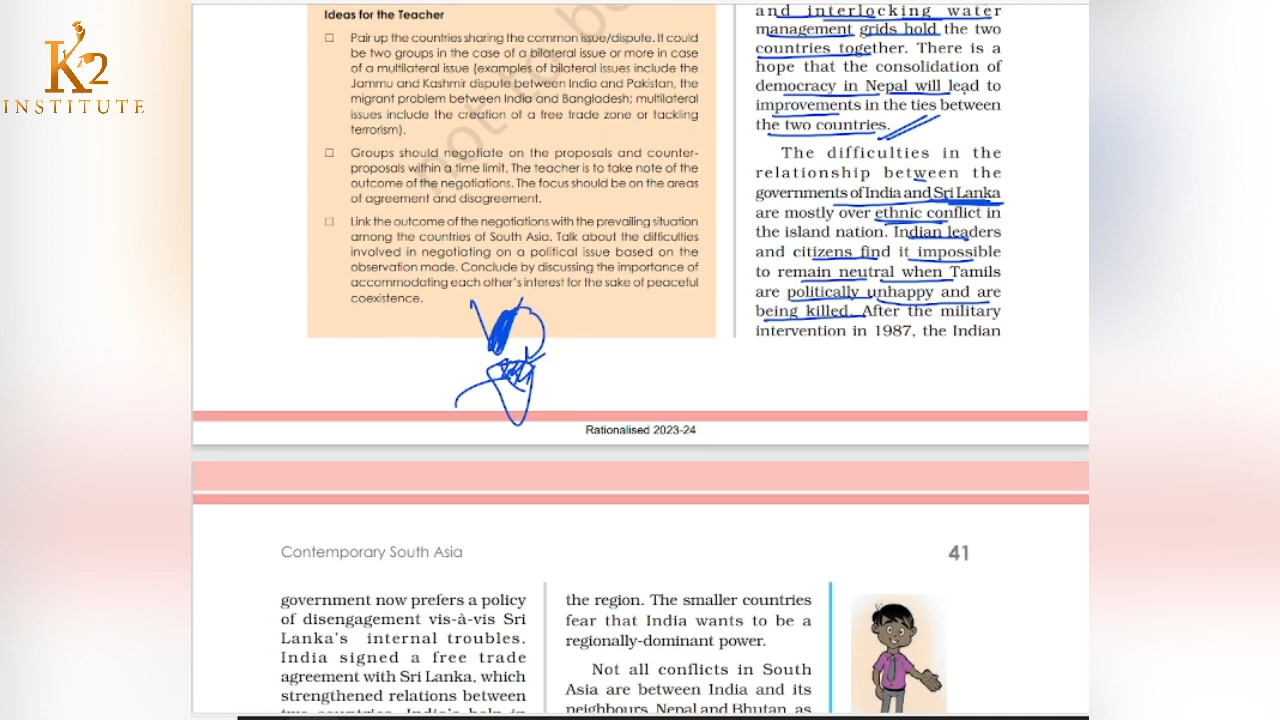 K2
INSTITUTE
Ideas for the Teacher
□ Pair up the countries sharing the common issue/dispute. It could
be two groups in the case of a bilateral issue or more in case
of a multilateral issue (examples of bilateral issues include the
Jammu and Kashmir dispute between India and Pakistan, the
migrant problem between India and Bangladesh; multilateral
issues include the creation of a free trade zone or tackling
terrorism).
□ Groups should negotiate on the proposals and counter-
proposals within a time limit. The teacher is to take note of the
outcome of the negotiations. The focus should be on the areas
of agreement and disagreement.
□ Link the outcome of the negotiations with the prevailing situation
among the countries of South Asia. Talk about the difficulties
involved in negotiating on a political issue based on the
observation made. Conclude by discussing the importance of
accommodating each other's interest for the sake of peaceful
coexistence.
and interlocking water
management grids hold the two
countries together. There is a
hope that the consolidation of
democracy in Nepal will lead to
improvements in the ties between
the two countries.
The difficulties in the
relationship between the
governments of India and Sri Lanka
are mostly over ethnic conflict in
the island nation. Indian leaders
and citizens find it impossible
to remain neutral when Tamils
are politically unhappy and are
being killed. After the military
intervention in 1987, the Indian
Rationalised 2023-24
Contemporary South Asia
41
government now prefers a policy
of disengagement vis-à-vis Sri
Lanka's internal troubles.
India signed a free trade
agreement with Sri Lanka, which
strengthened relations between
the region. The smaller countries
fear that India wants to be a
regionally-dominant power.
Not all conflicts in South
Asia are between India and its
neighbours. Nepal and Bhutan, as